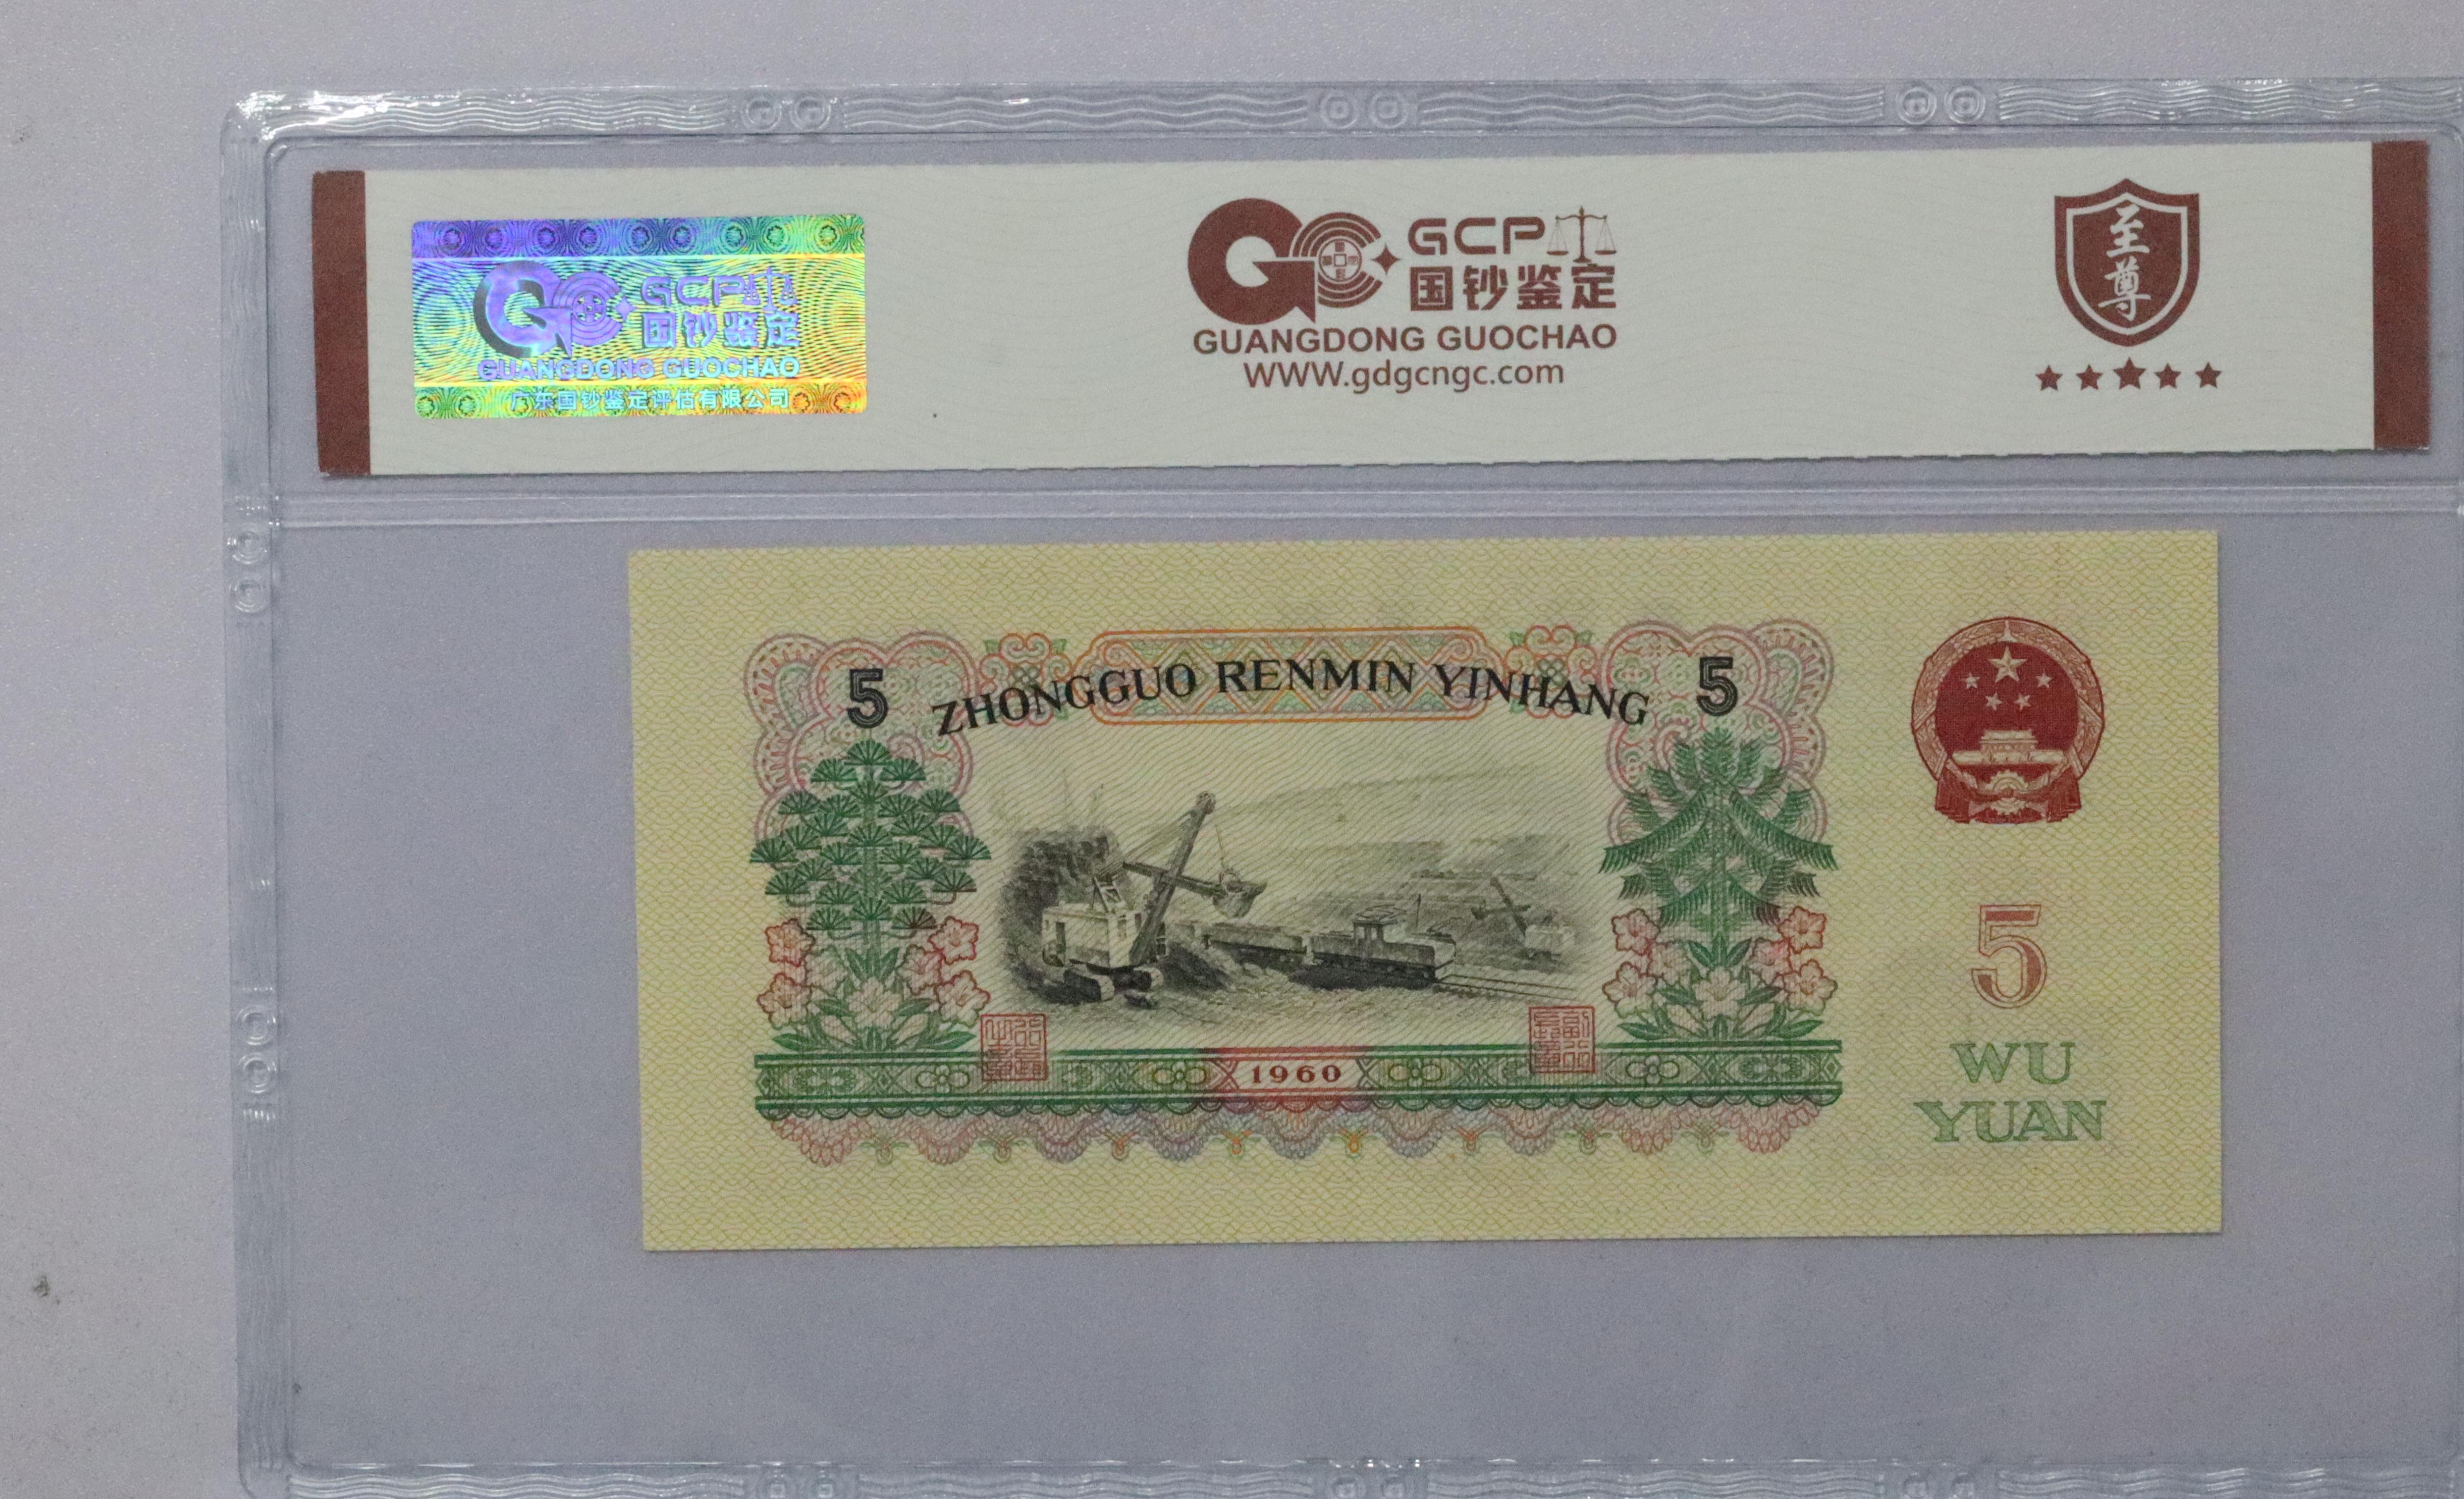 GCP
国钞鉴定
GUANGDONG GUOCHAO
广东国钞鉴定评估有限公司
GCP
国钞鉴定
GUANGDONG GUOCHAO
WWW.gdgcngc.com
至尊
5
ZHONGGUO RENMIN YINHANG
5
5
WU
YUAN
1960